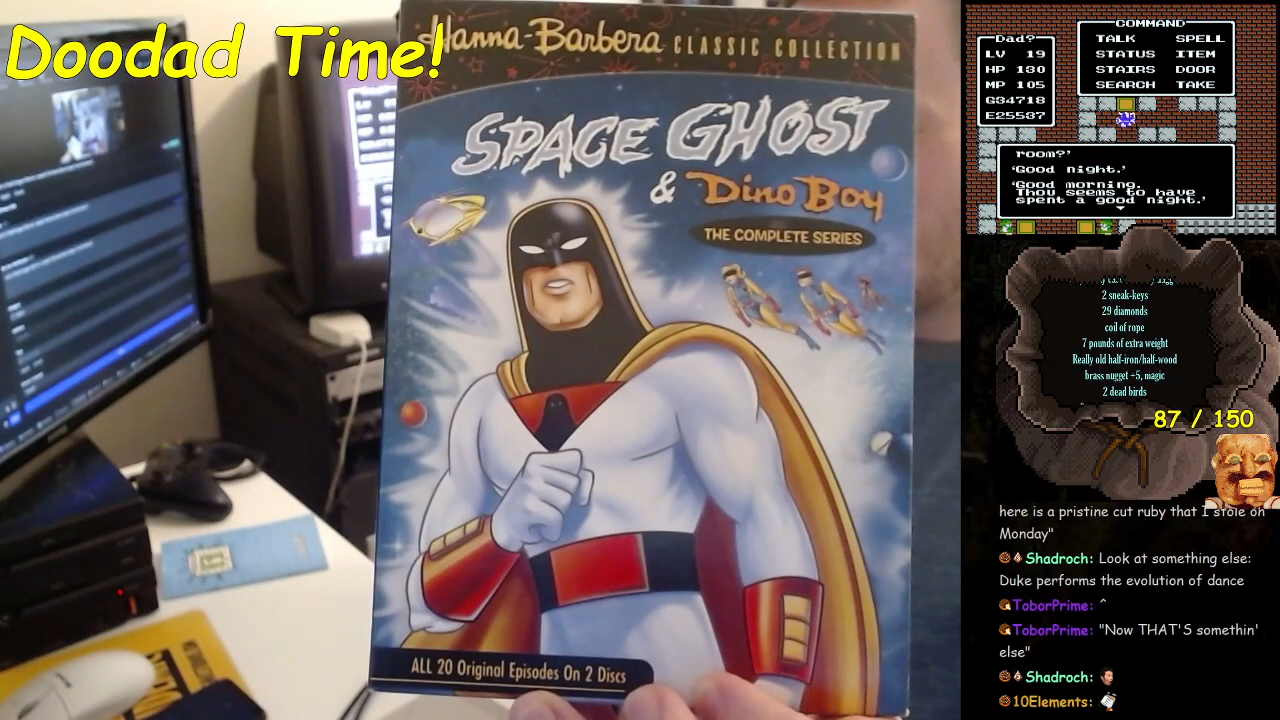 Doodad Time!
Hanna-Barbera CLASSIC COLLECTION
SPACE GHOST
& Dino Boy
THE COMPLETE SERIES
ALL 20 Original Episodes On 2 Discs
Dad?
LV 19
HP 130
MP 105
G34718
E25587
COMMAND
TALK SPELL
STATUS ITEM
STAIRS DOOR
SEARCH TAKE
room?'
'Good night.'
'Good morning.
Thou seems to have
spent a good night.'
2 sneak-keys
29 diamonds
coil of rope
7 pounds of extra weight
Really old half-iron/half-wood
brass nugget +5, magic
2 dead birds
87 / 150
here is a pristine cut ruby that I stole on
Monday"
Shadroch: Look at something else:
Duke performs the evolution of dance
ToborPrime: ^
ToborPrime: "Now THAT'S somethin'
else"
Shadroch:
10Elements: